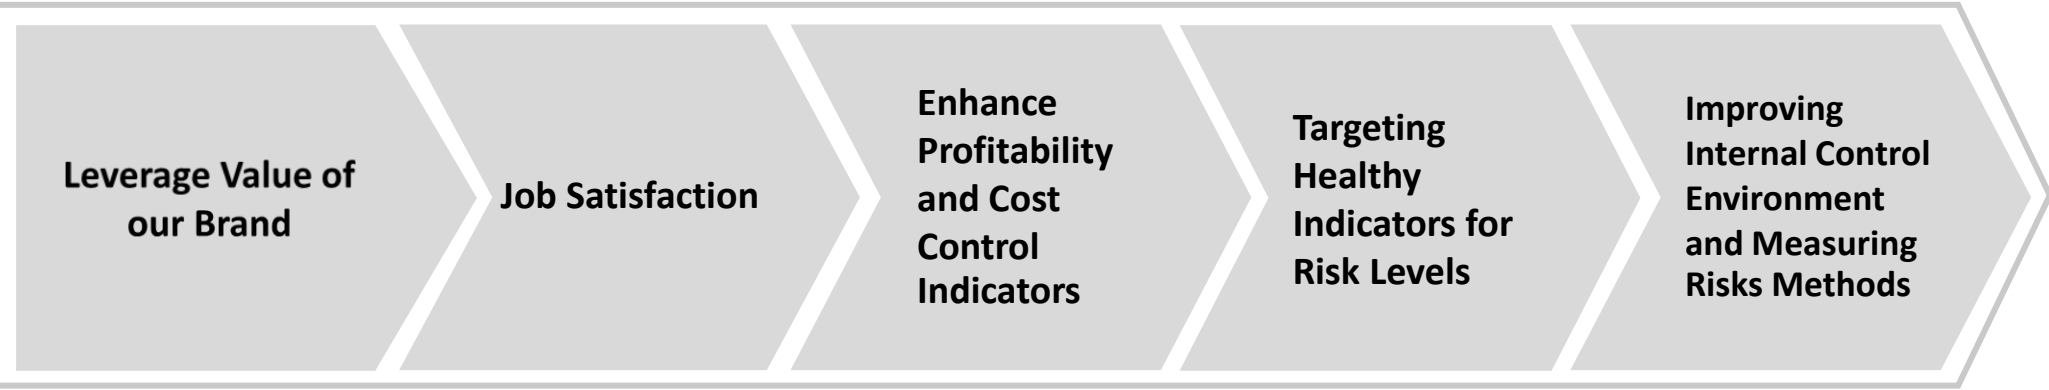 Leverage Value of
our Brand
Job Satisfaction
Enhance
Profitability
and Cost
Control
Indicators
Targeting
Healthy
Indicators for
Risk Levels
Improving
Internal Control
Environment
and Measuring
Risks Methods